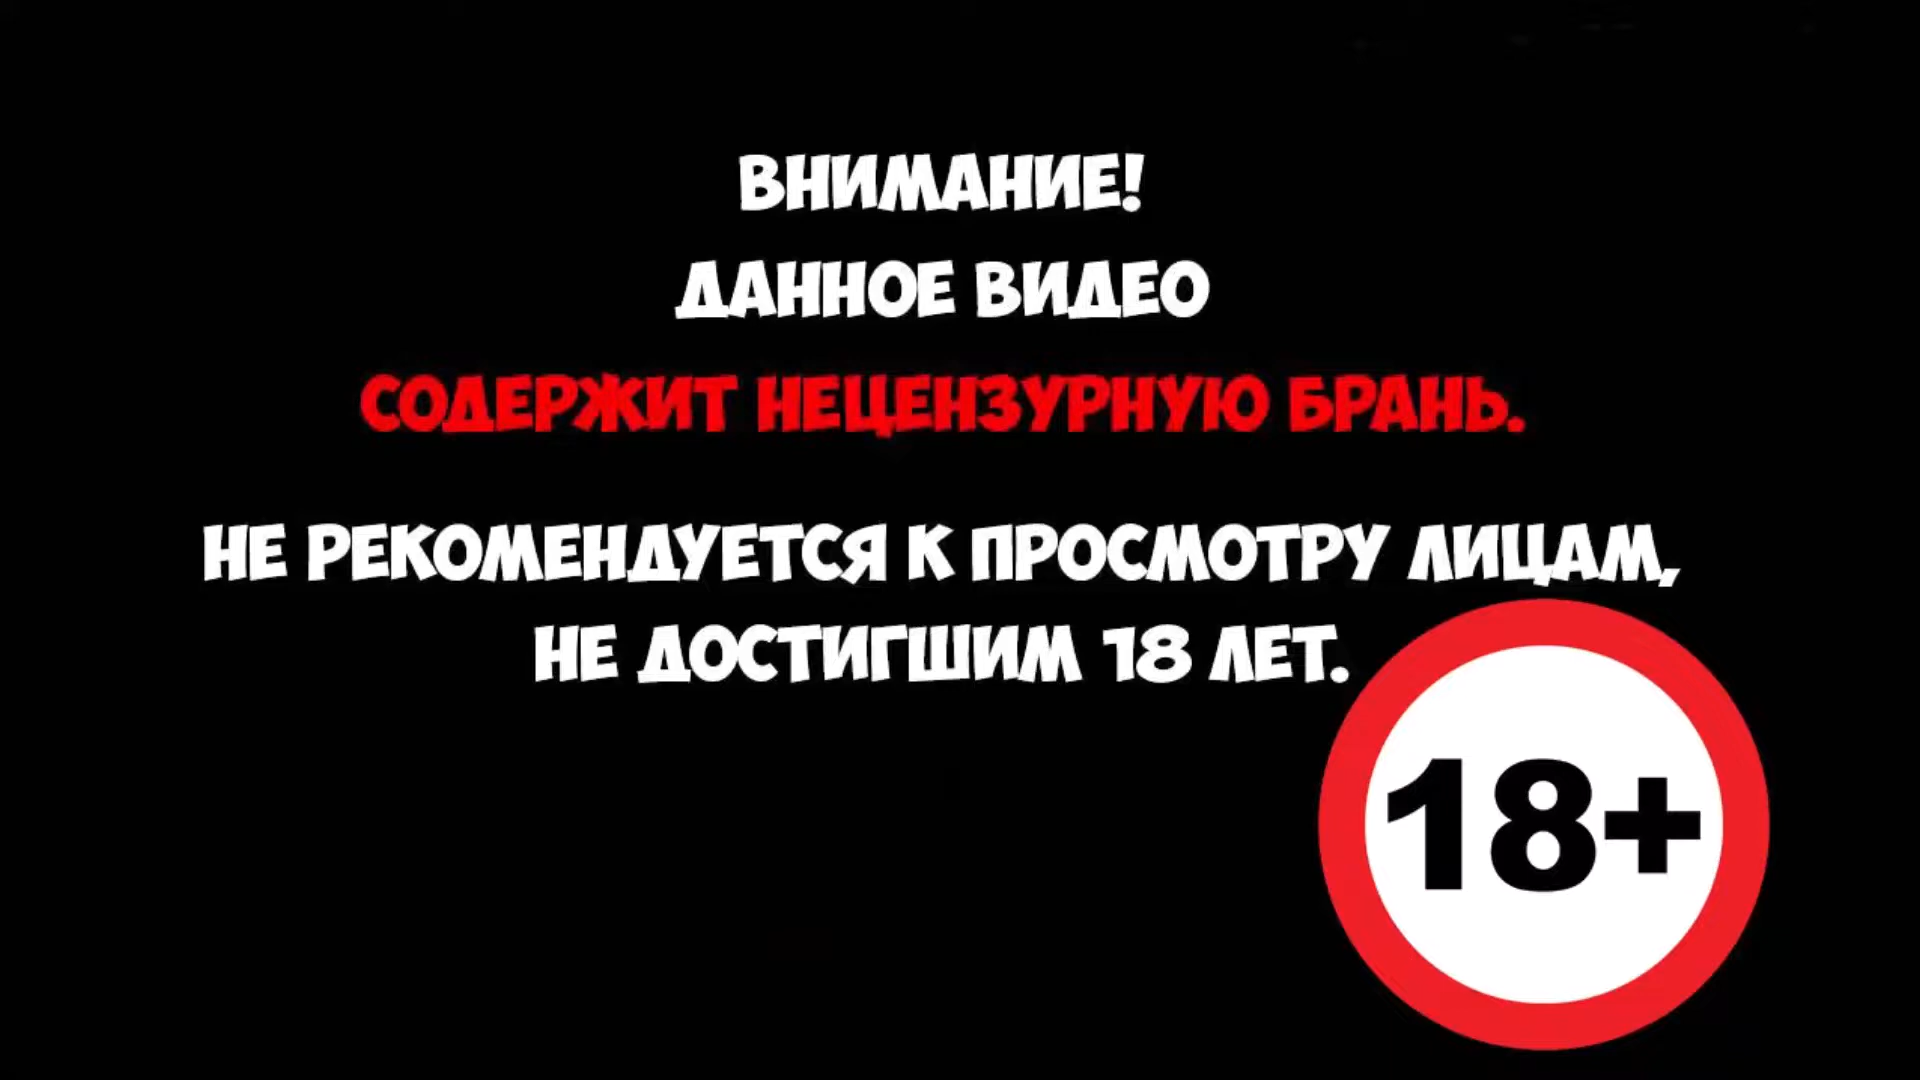 ВНИМАНИЕ!
ДАННОЕ ВИДЕО
СОДЕРЖИТ НЕЦЕНЗУРНУЮ БРАНЬ.
НЕ РЕКОМЕНДУЕТСЯ К ПРОСМОТРУ ЛИЦАМ,
НЕ ДОСТИГШИМ 18 ЛЕТ.
18+